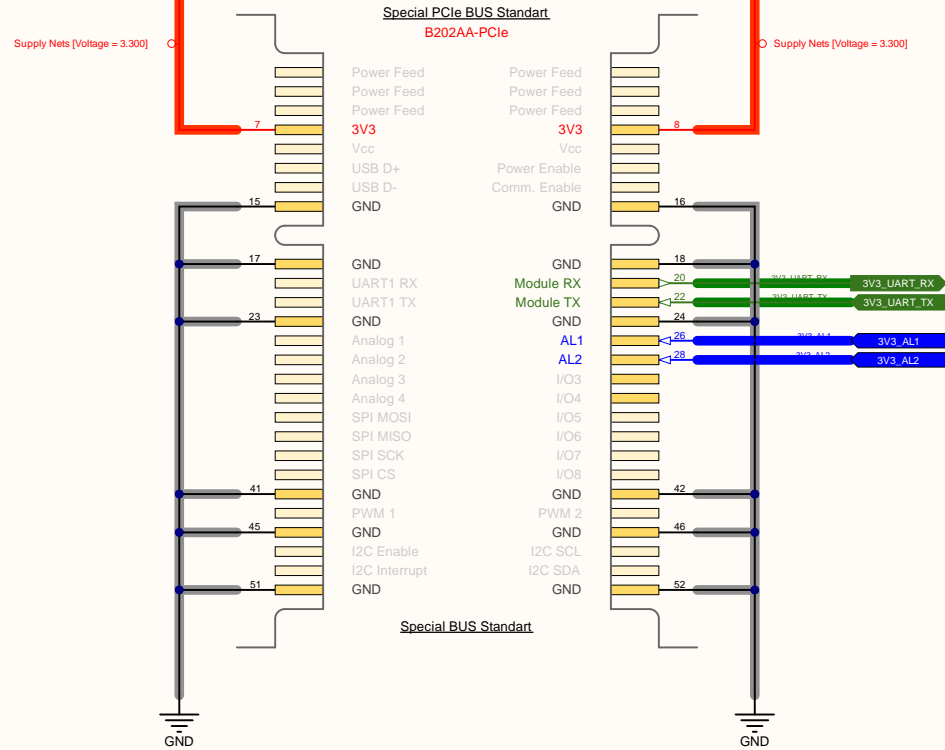 Special PCIe BUS Standart
B202AA-PCIe
Supply Nets [Voltage = 3.300] Supply Nets [Voltage = 3.300]
Power Feed Power Feed
Power Feed Power Feed
Power Feed Power Feed
7 3V3 3V3 8
Vcc Vcc
USB D+ Power Enable
USB D- Comm. Enable
15 GND GND 16
17 GND GND 18
UART1 RX Module RX 20 3V3_UART_RX 3V3_UART_RX
UART1 TX Module TX 22 3V3_UART_TX 3V3_UART_TX
23 GND GND 24
Analog 1 AL1 26 3V3_AL1 3V3_AL1
Analog 2 AL2 28 3V3_AL2 3V3_AL2
Analog 3 I/O3
Analog 4 I/O4
SPI MOSI I/O5
SPI MISO I/O6
SPI SCK I/O7
SPI CS I/O8
41 GND GND 42
PWM 1 PWM 2
45 GND GND 46
I2C Enable I2C SCL
I2C Interrupt I2C SDA
51 GND GND 52
Special BUS Standart
GND GND